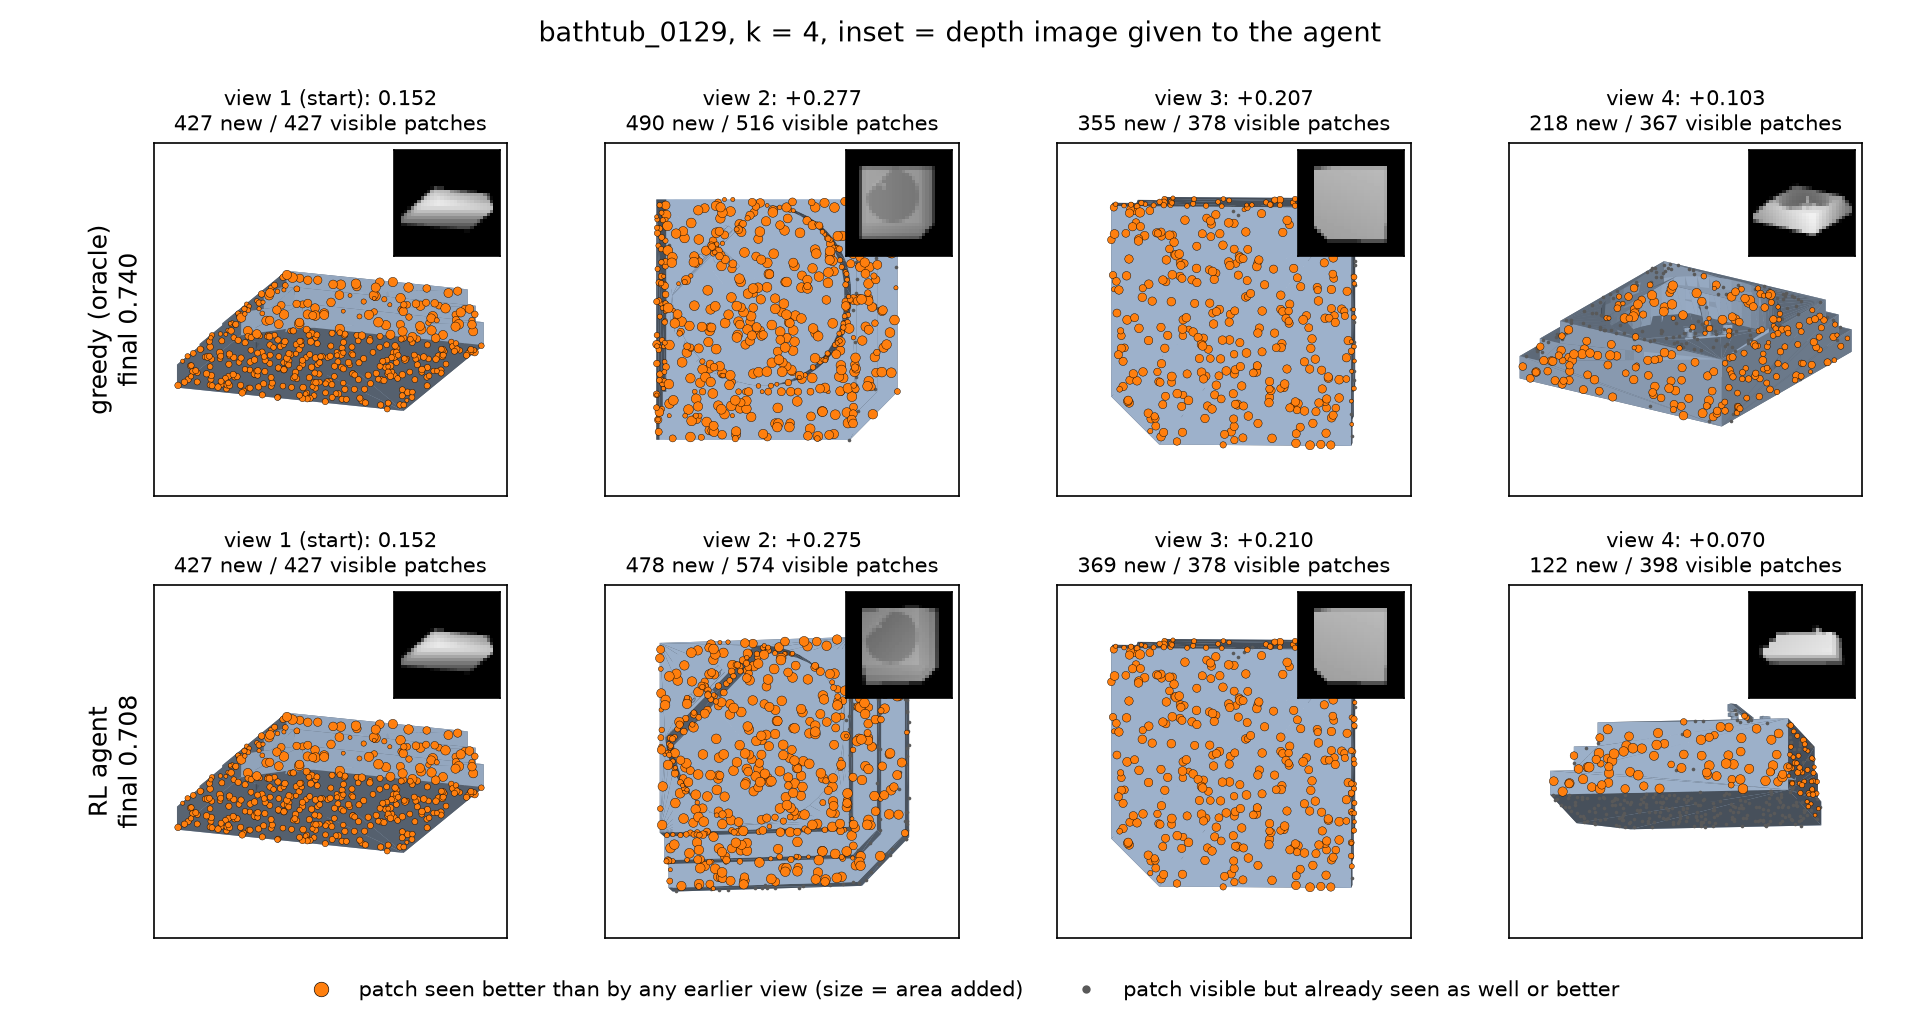 bathtub_0129, k = 4, inset = depth image given to the agent
view 1 (start): 0.152
427 new / 427 visible patches
view 2: +0.277
490 new / 516 visible patches
view 3: +0.207
355 new / 378 visible patches
view 4: +0.103
218 new / 367 visible patches
greedy (oracle)
final 0.740
view 1 (start): 0.152
427 new / 427 visible patches
view 2: +0.275
478 new / 574 visible patches
view 3: +0.210
369 new / 378 visible patches
view 4: +0.070
122 new / 398 visible patches
RL agent
final 0.708
patch seen better than by any earlier view (size = area added)
patch visible but already seen as well or better